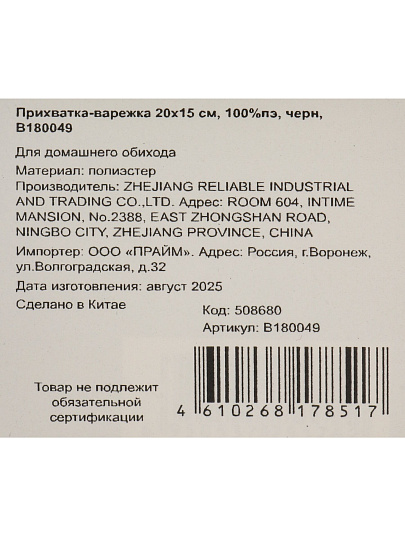 Прихватка-варежка 20х15 см, 100%пэ, черн,
В180049
Для домашнего обихода
Материал: полиэстер
Производитель: ZHEJIANG RELIABLE INDUSTRIAL
AND TRADING CO.,LTD. Адрес: ROOM 604, INTIME
MANSION, No.2388, EAST ZHONGSHAN ROAD,
NINGBO CITY, ZHEJIANG PROVINCE, CHINA
Импортер: ООО «ПРАЙМ». Адрес: Россия, г.Воронеж,
ул.Волгоградская, д.32
Дата изготовления: август 2025
Сделано в Китае
Код: 508680
Артикул: В180049
Товар не подлежит
обязательной
сертификации
4 610268 178517